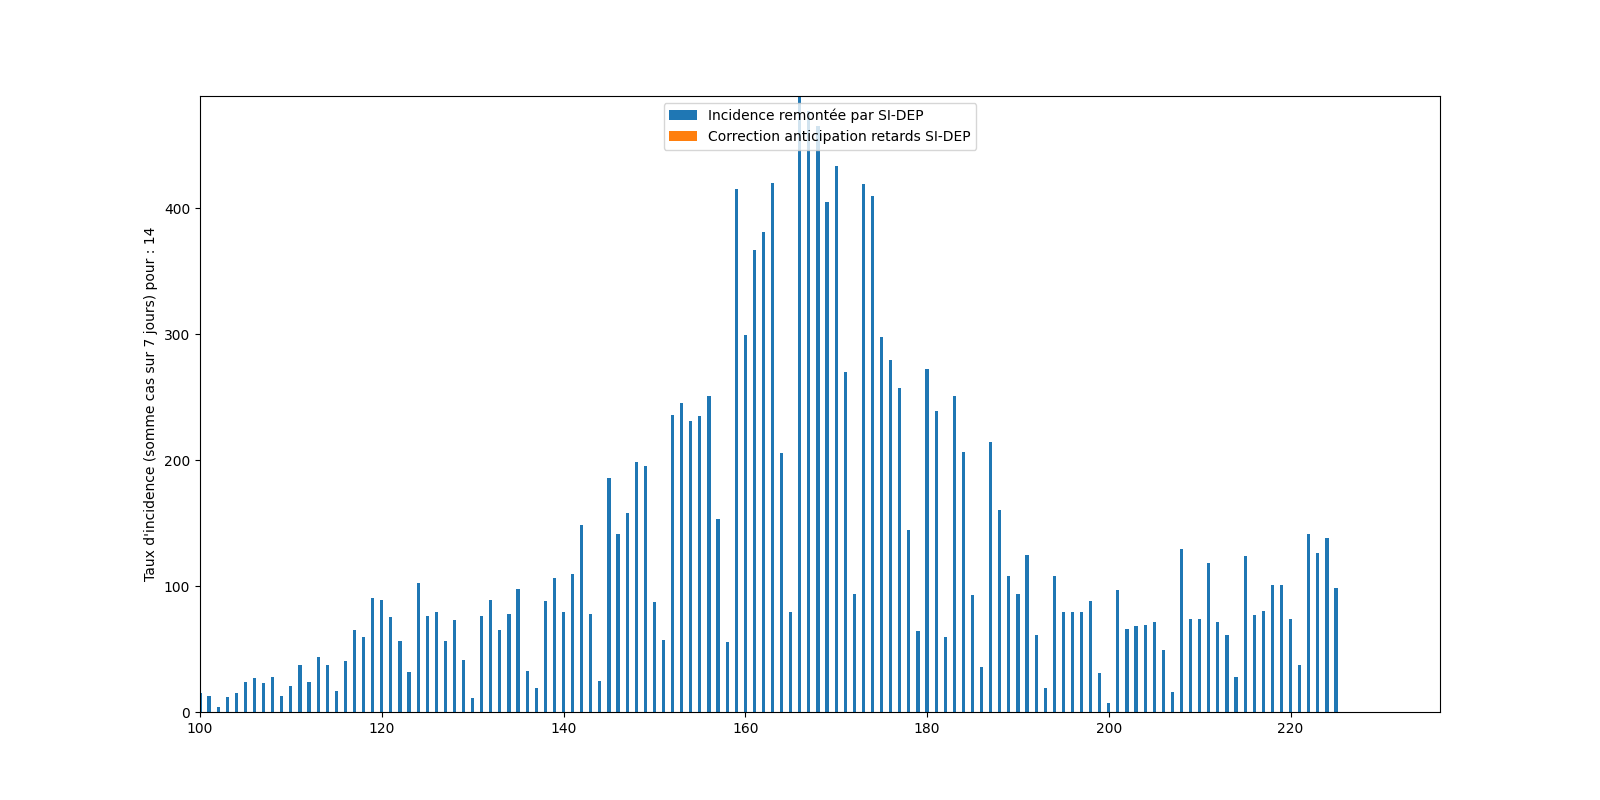 Incidence remontée par SI-DEP
Correction anticipation retards SI-DEP
Taux d'incidence (somme cas sur 7 jours) pour : 14
400
300
200
100
0
100 120 140 160 180 200 220